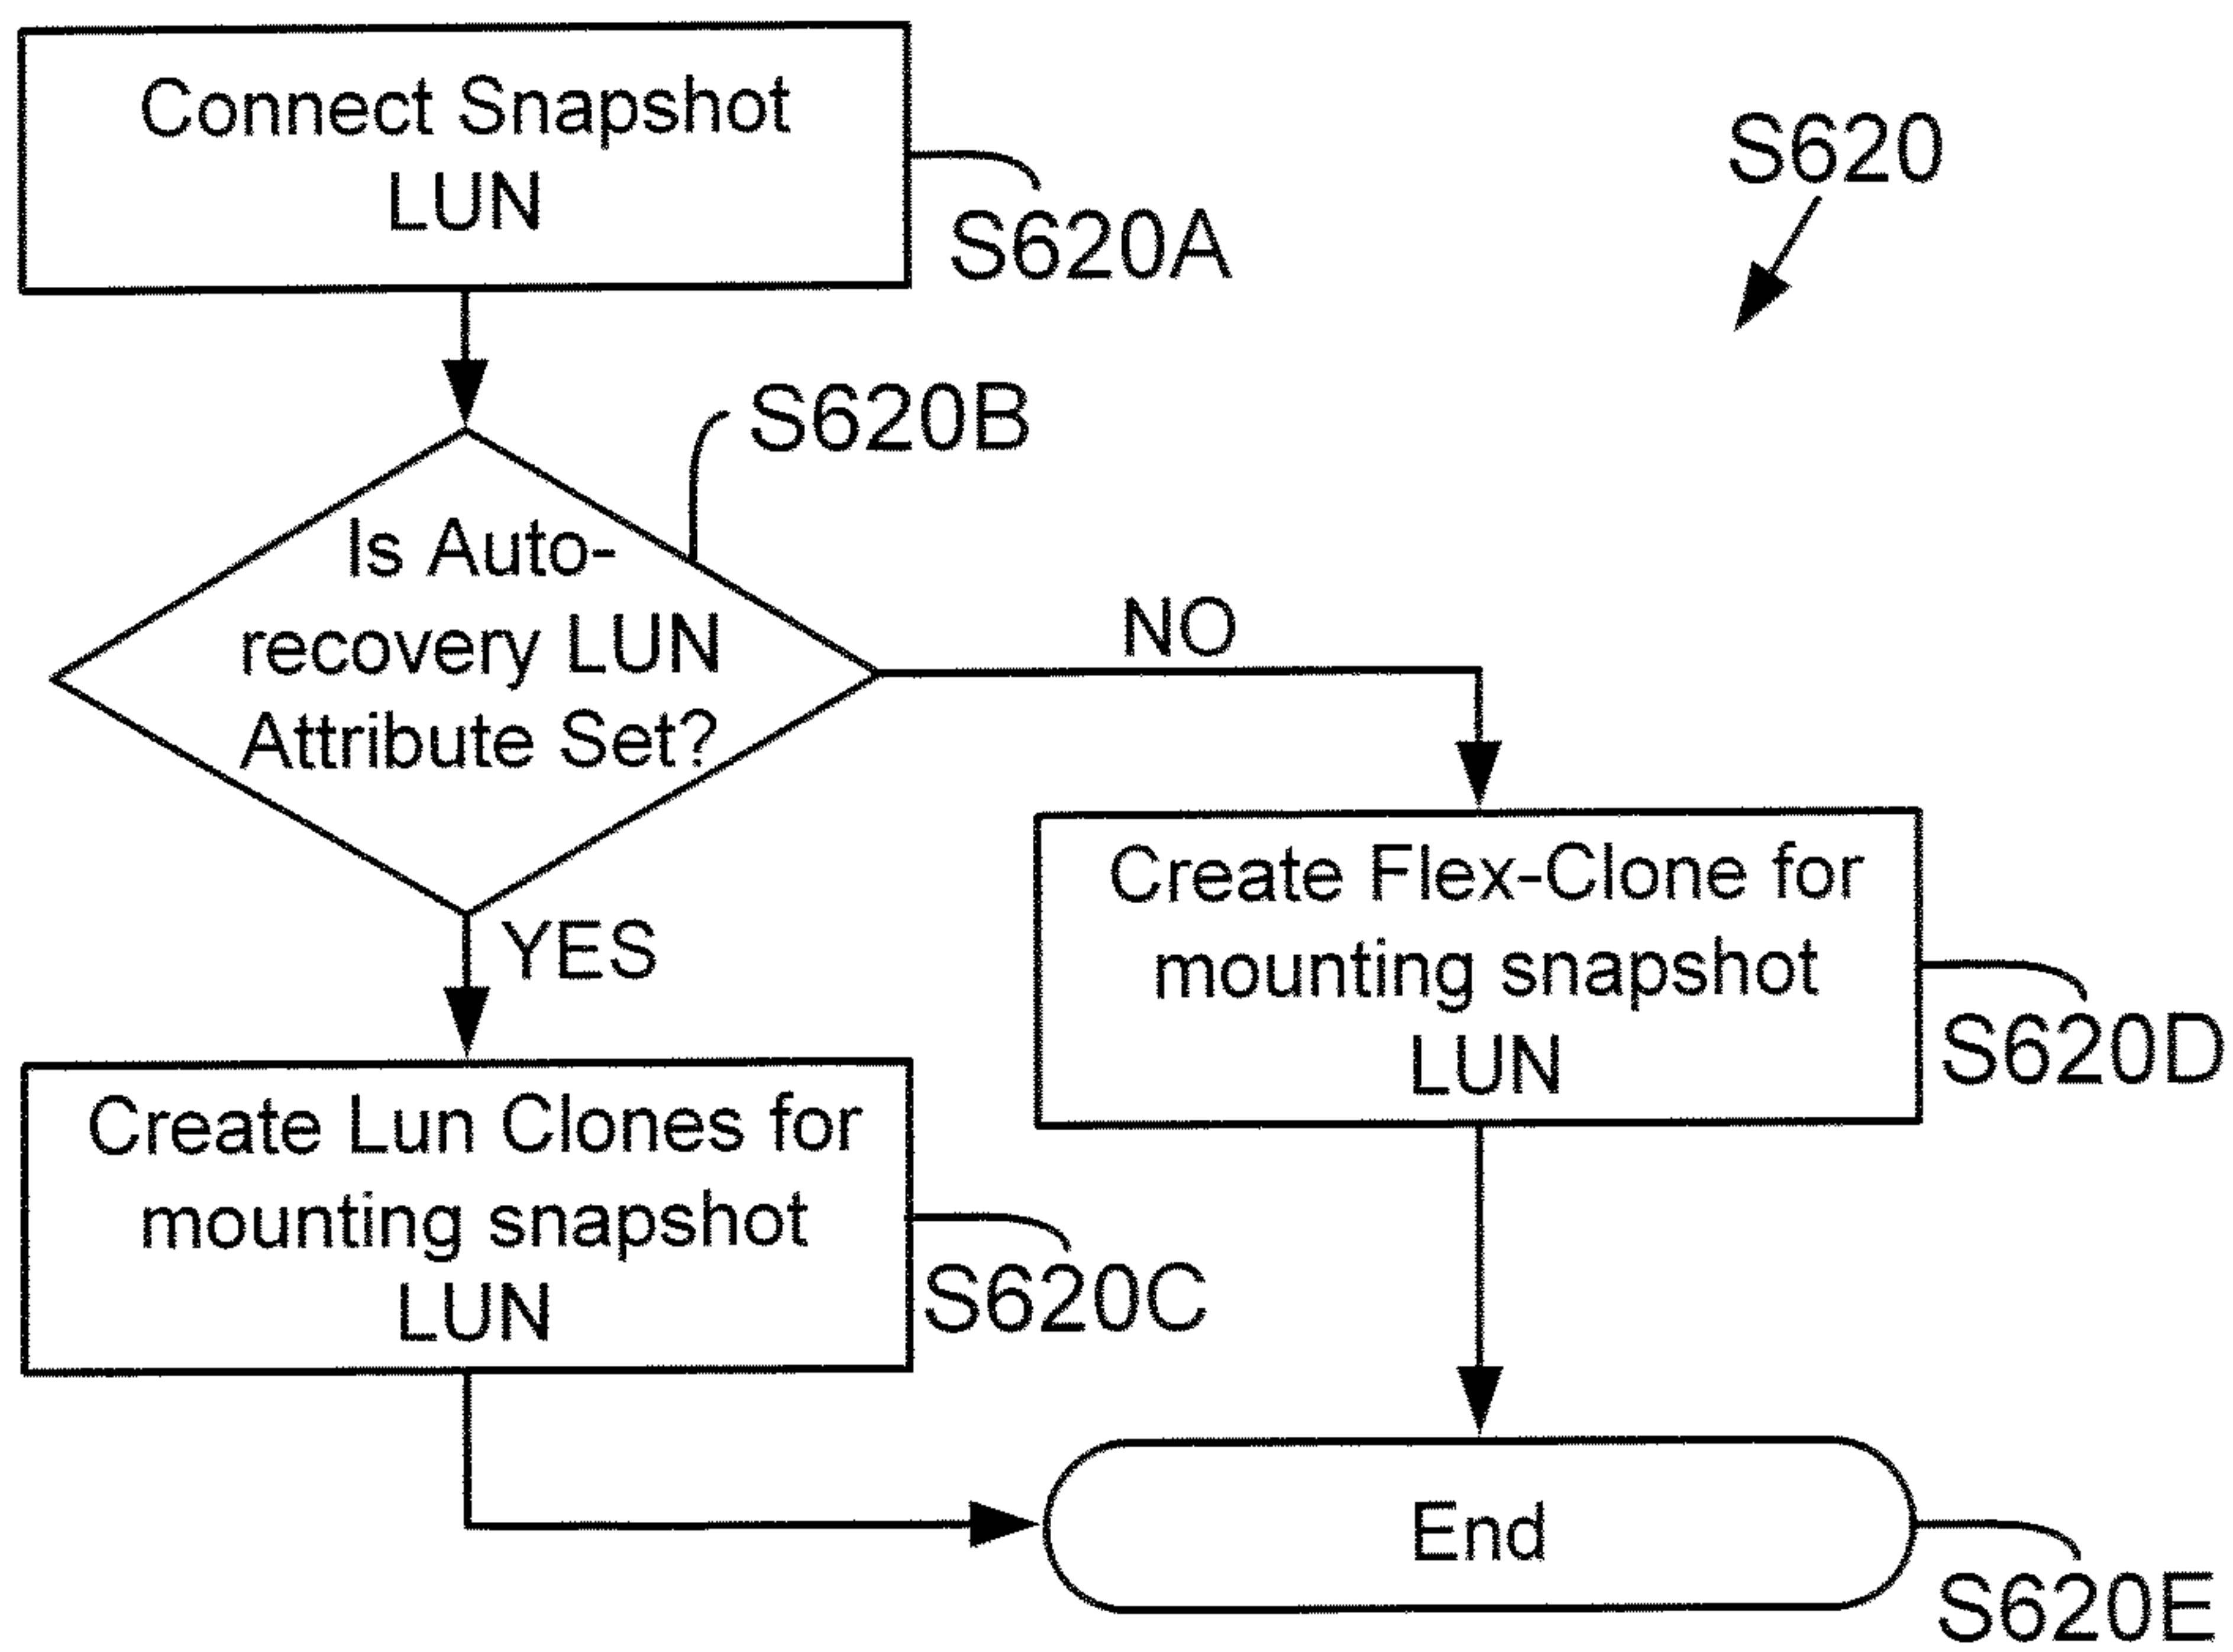 Connect Snapshot
LUN
S620A
S620
S620B
Is Auto-
recovery LUN
Attribute Set?
NO
YES
Create Flex-Clone for
mounting snapshot
LUN
S620D
Create Lun Clones for
mounting snapshot
LUN
S620C
End
S620E